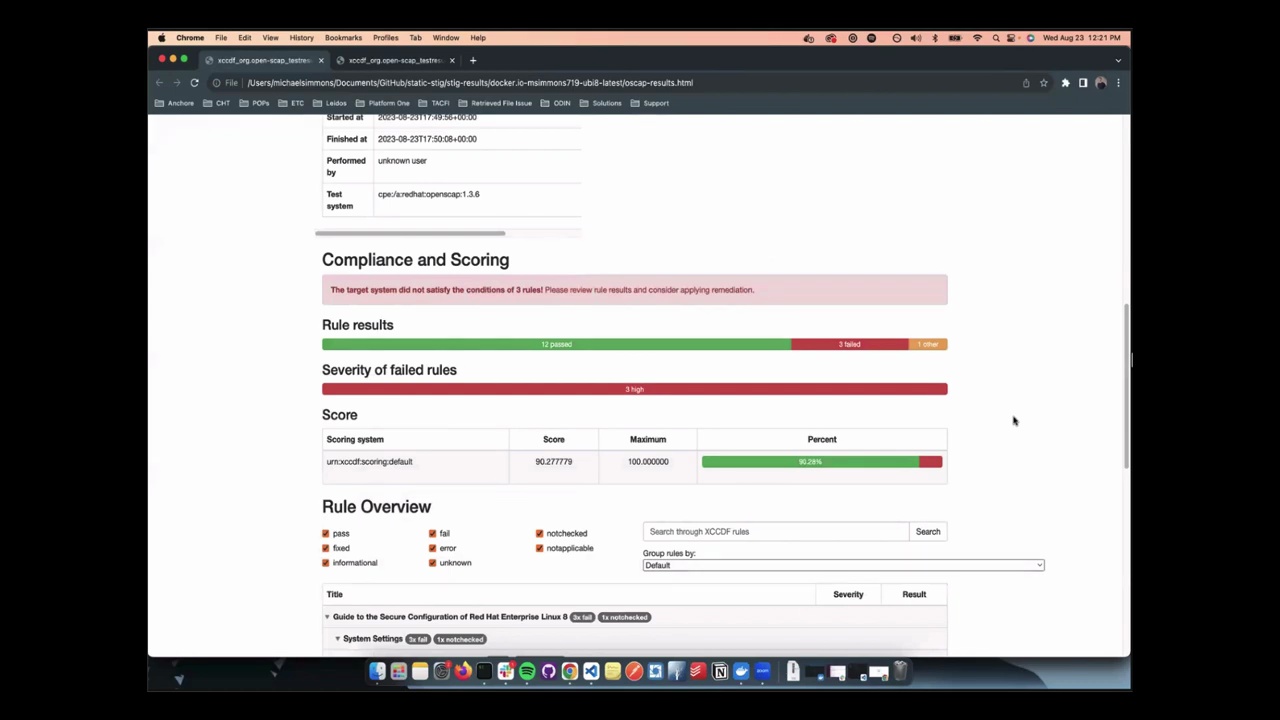 Chrome File Edit View History Bookmarks Profiles Tab Window Help Wed Aug 23 12:21 PM
xccdf_org.open-scap_testres xccdf_org.open-scap_testres
File /Users/michaelsimmons/Documents/GitHub/static-stig/stig-results/docker.io-msimmons719-ubi8-latest/oscap-results.html
Anchore CHT POPs ETC Leidos Platform One TACFI Retrieved File Issue ODIN Solutions Support
Started at 2023-08-23T17:49:56+00:00
Finished at 2023-08-23T17:50:08+00:00
Performed by unknown user
Test system cpe:/a:redhat:openscap:1.3.6
Compliance and Scoring
The target system did not satisfy the conditions of 3 rules! Please review rule results and consider applying remediation.
Rule results
12 passed 3 failed 1 other
Severity of failed rules
3 high
Score
Scoring system Score Maximum Percent
urn:xccdf:scoring:default 90.277779 100.000000 90.28%
Rule Overview
pass fail notchecked
fixed error notapplicable
informational unknown
Search through XCCDF rules Search
Group rules by:
Default
Title Severity Result
Guide to the Secure Configuration of Red Hat Enterprise Linux 8 3x fail 1x notchecked
System Settings 3x fail 1x notchecked